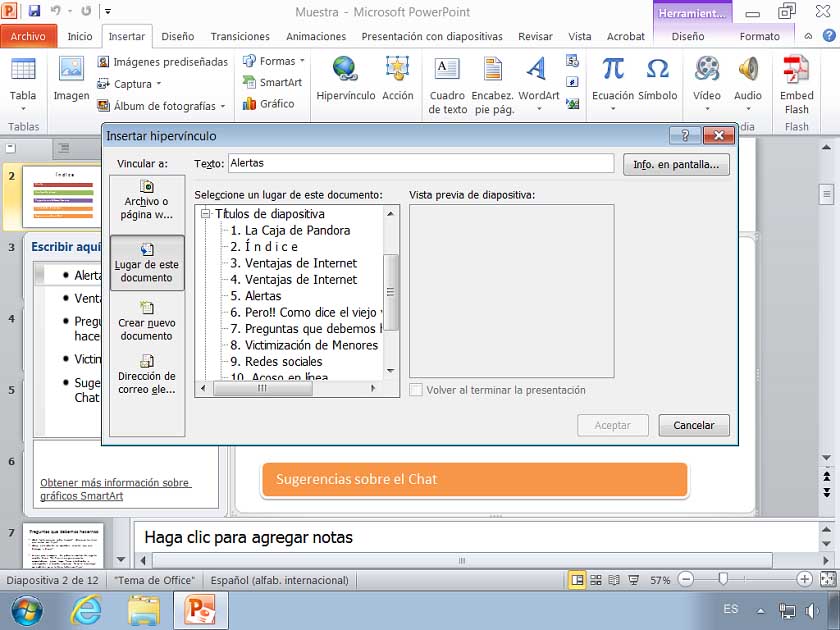 Muestra - Microsoft PowerPoint
Herramient...
Archivo
Inicio
Insertar
Diseño
Transiciones
Animaciones
Presentación con diapositivas
Revisar
Vista
Acrobat
Diseño
Formato
Tabla
Imagen
Imágenes prediseñadas
Captura
Álbum de fotografías
Formas
SmartArt
Gráfico
Hipervínculo
Acción
Cuadro
de texto
Encabez.
pie pág.
WordArt
Ecuación
Símbolo
Vídeo
Audio
Embed
Flash
Tablas
dia
Flash
Insertar hipervínculo
Vincular a:
Texto:
Alertas
Info. en pantalla...
Archivo o
página w...
Lugar de este
documento
Crear nuevo
documento
Dirección de
correo ele...
Seleccione un lugar de este documento:
Títulos de diapositiva
1. La Caja de Pandora
2. Í n d i c e
3. Ventajas de Internet
4. Ventajas de Internet
5. Alertas
6. Pero!! Como dice el viejo
7. Preguntas que debemos h
8. Victimización de Menores
9. Redes sociales
10. Acoso en línea
Vista previa de diapositiva:
Volver al terminar la presentación
Aceptar
Cancelar
2
Índice
3
4
5
6
7
Preguntas que debemos hacernos
Escribir aquí
Alerta
Venta
Pregu
hace
Victin
Suge
Chat
Obtener más información sobre
gráficos SmartArt
Sugerencias sobre el Chat
Haga clic para agregar notas
Diapositiva 2 de 12
"Tema de Office"
Español (alfab. internacional)
57%
ES